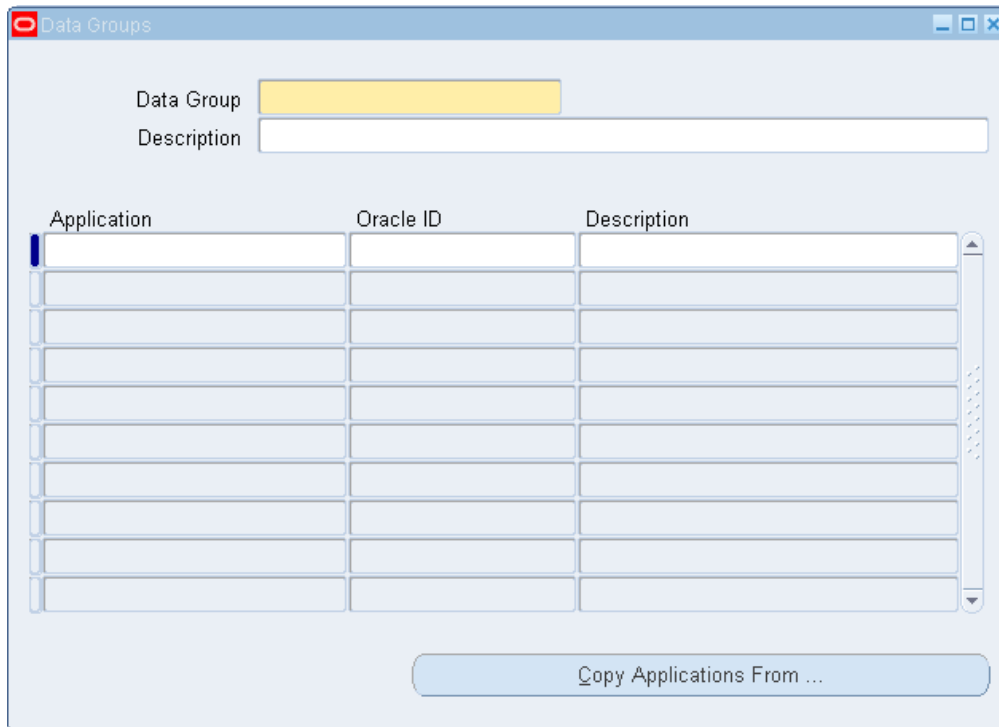 Data Groups
Data Group
Description
Application Oracle ID Description
Copy Applications From ...